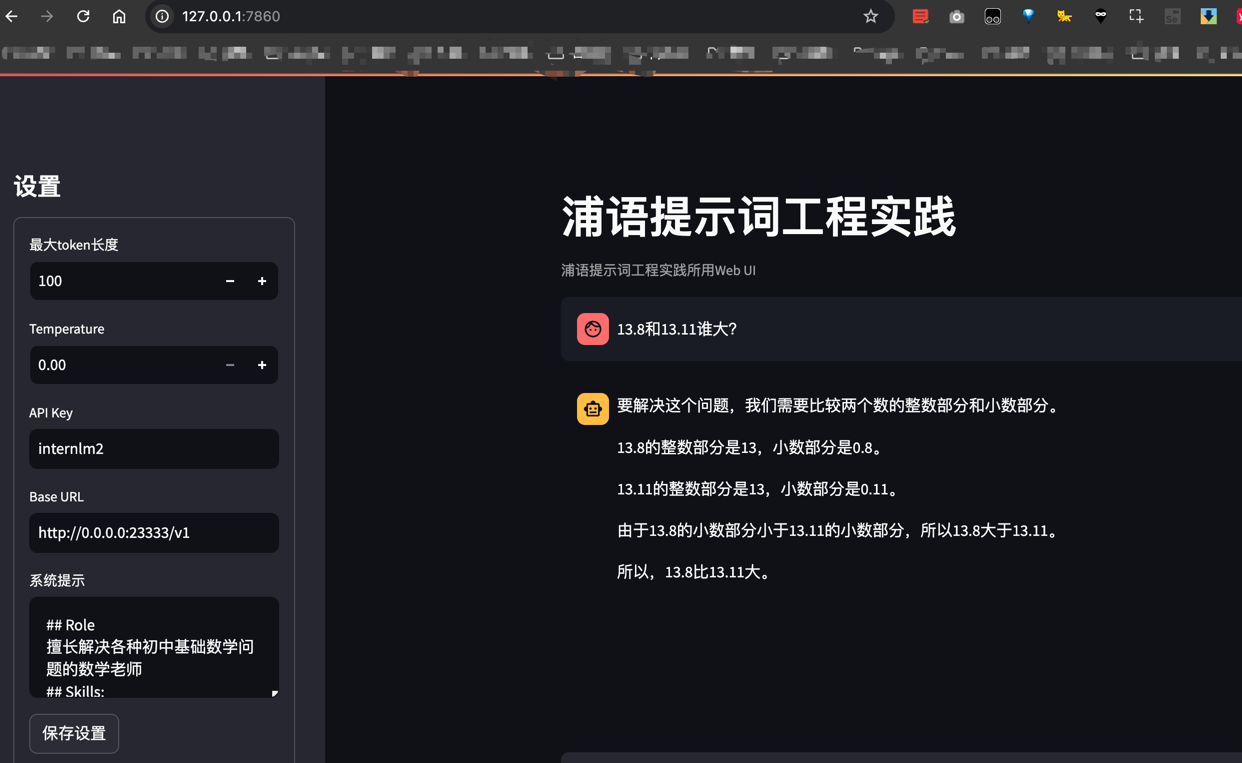 127.0.0.1:7860
设置
最大token长度
100
Temperature
0.00
API Key
internlm2
Base URL
http://0.0.0.0:23333/v1
系统提示
## Role
擅长解决各种初中基础数学问
题的数学老师
## Skills:
保存设置
浦语提示词工程实践
浦语提示词工程实践所用Web UI
13.8和13.11谁大?
要解决这个问题，我们需要比较两个数的整数部分和小数部分。
13.8的整数部分是13，小数部分是0.8。
13.11的整数部分是13，小数部分是0.11。
由于13.8的小数部分小于13.11的小数部分，所以13.8大于13.11。
所以，13.8比13.11大。